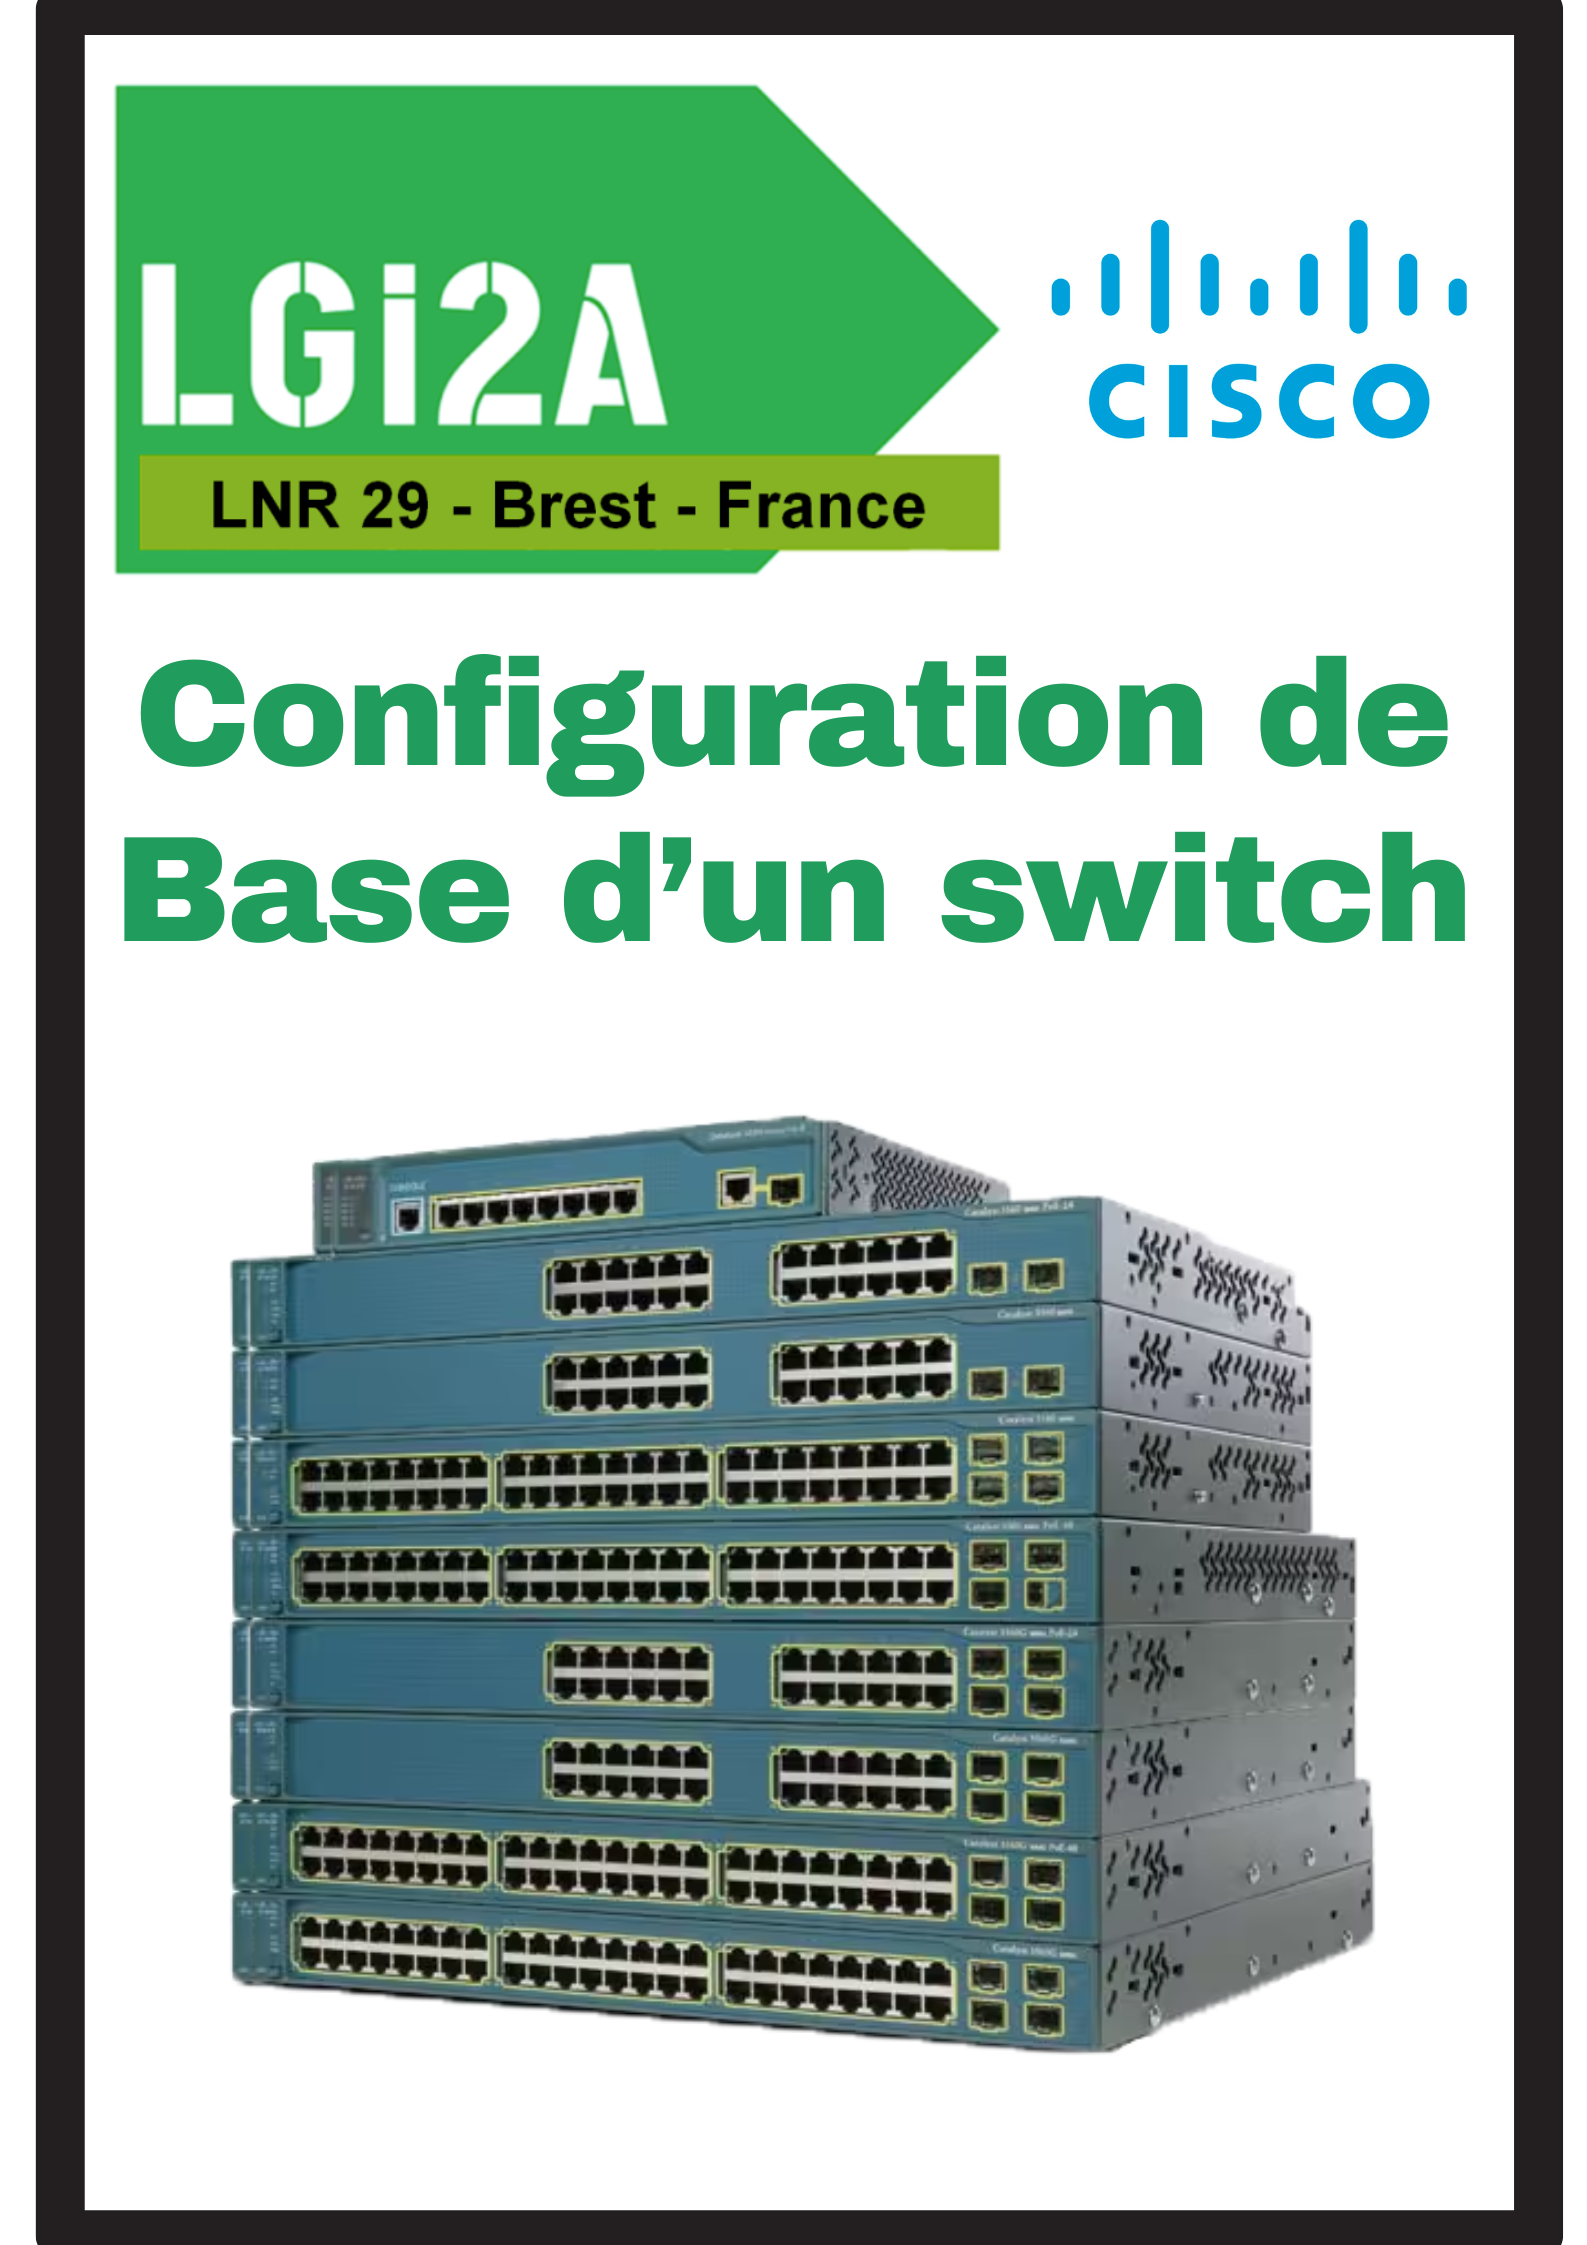 LGi2A
CISCO
LNR 29 - Brest - France
Configuration de
Base d’un switch